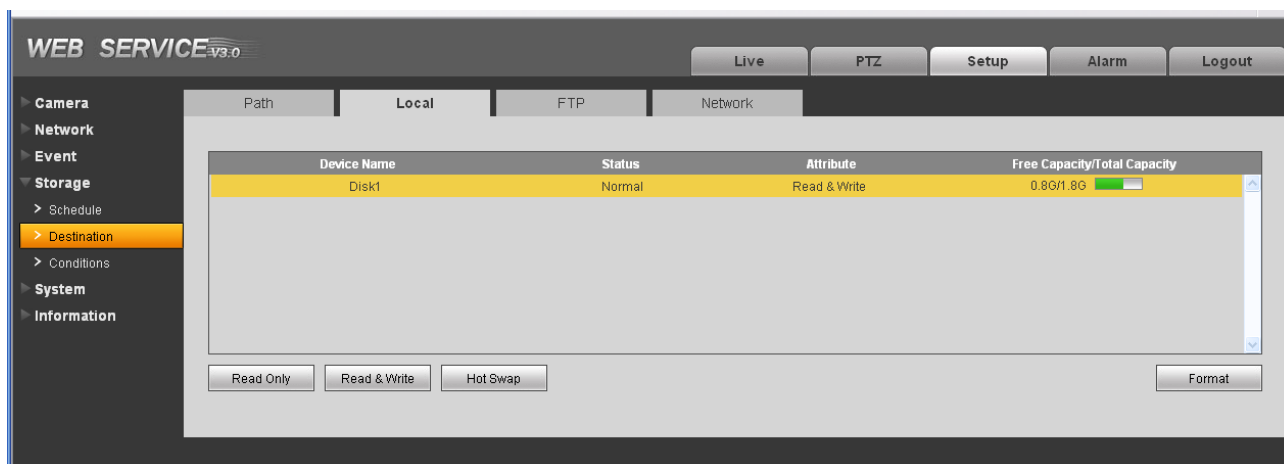 WEB SERVICE V3.0
Live PTZ Setup Alarm Logout
Camera
Network
Event
Storage
> Schedule
> Destination
> Conditions
System
Information
Path Local FTP Network
Device Name Status Attribute Free Capacity/Total Capacity
Disk1 Normal Read & Write 0.8G/1.8G
Read Only Read & Write Hot Swap Format